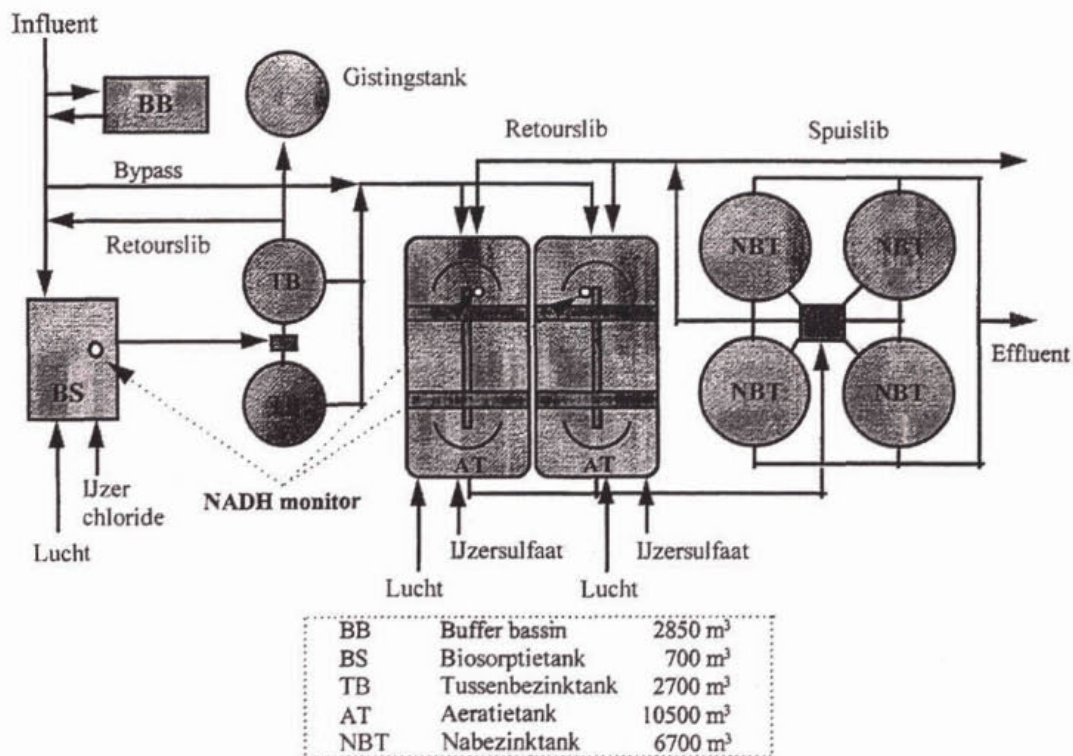 Influent
BB
Gistingstank
Retourslib
Spuislib
Bypass
Retourslib
NBT
NBT
TB
BS
NBT
NBT
Effluent
AT
AT
NADH monitor
IJzer
chloride
Lucht
IJzersulfaat
IJzersulfaat
Lucht
Lucht
BB Buffer bassin 2850 m³
BS Biosorptietank 700 m³
TB Tussenbezinktank 2700 m³
AT Aeratietank 10500 m³
NBT Nabezinktank 6700 m³